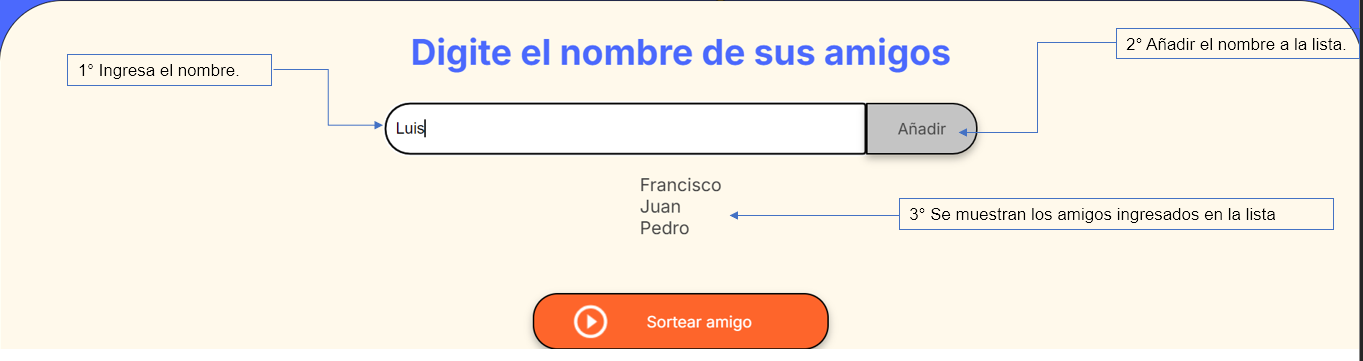 Digite el nombre de sus amigos
1° Ingresa el nombre.
2° Añadir el nombre a la lista.
Luis
Añadir
Francisco
Juan
Pedro
3° Se muestran los amigos ingresados en la lista
Sortear amigo